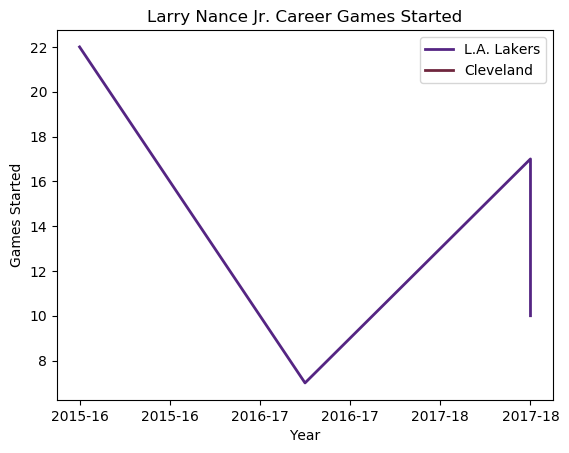 Larry Nance Jr. Career Games Started
L.A. Lakers
Cleveland
22
20
18
16
14
12
10
8
Games Started
2015-16 2015-16 2016-17 2016-17 2017-18 2017-18
Year